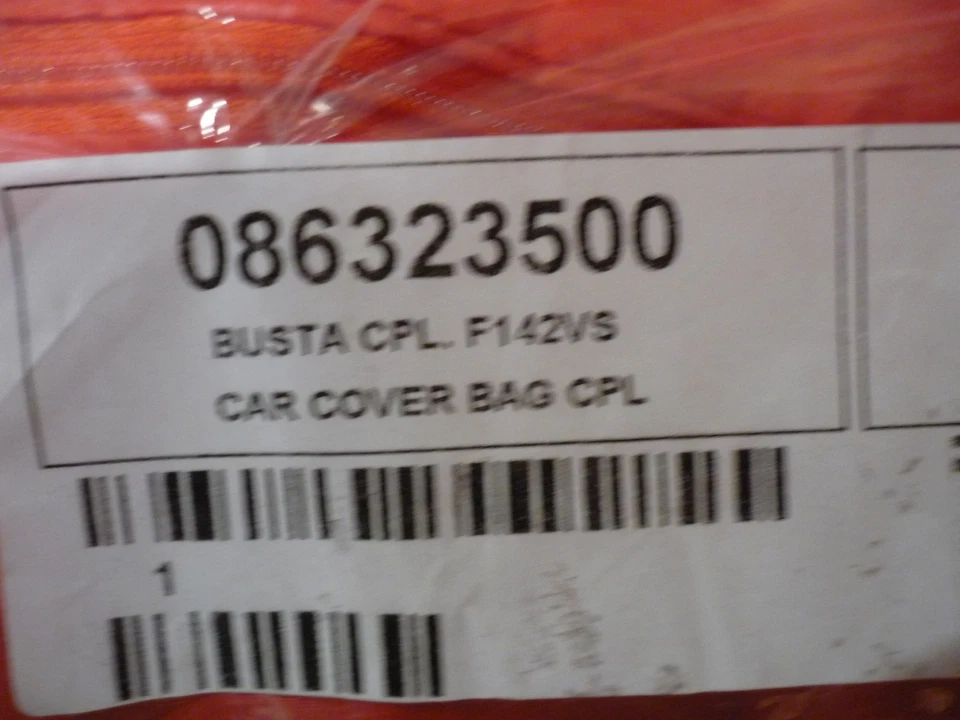 086323500
BUSTA CPL. F142VS
CAR COVER BAG CPL
1